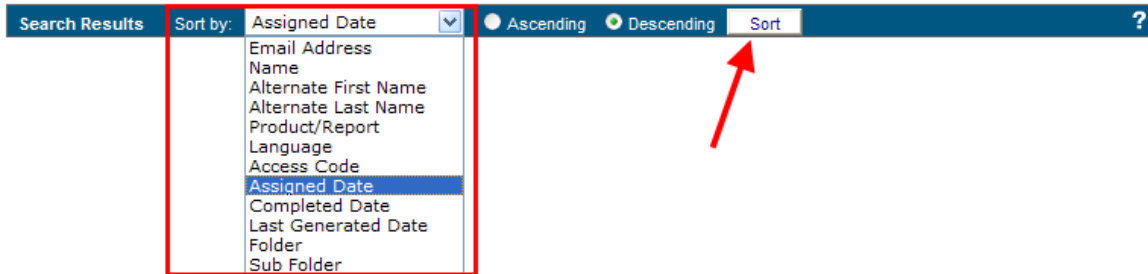 Search Results Sort by: Assigned Date Ascending Descending Sort ?
Email Address
Name
Alternate First Name
Alternate Last Name
Product/Report
Language
Access Code
Assigned Date
Completed Date
Last Generated Date
Folder
Sub Folder